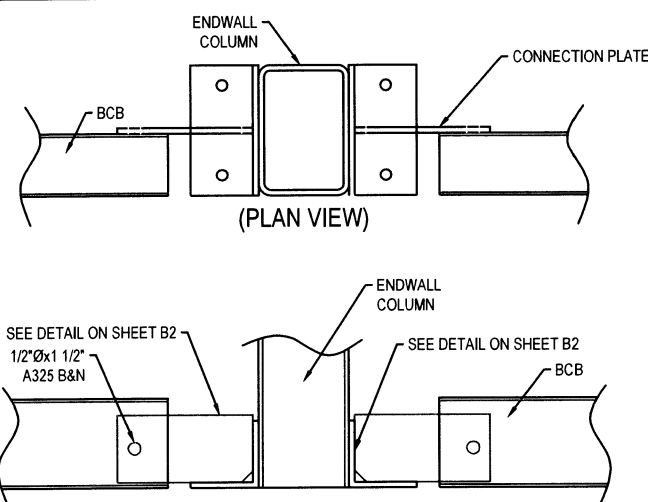 ENDWALL
COLUMN
CONNECTION PLATE
BCB
(PLAN VIEW)
ENDWALL
COLUMN
SEE DETAIL ON SHEET B2
1/2"Øx1 1/2"
A325 B&N
SEE DETAIL ON SHEET B2
BCB